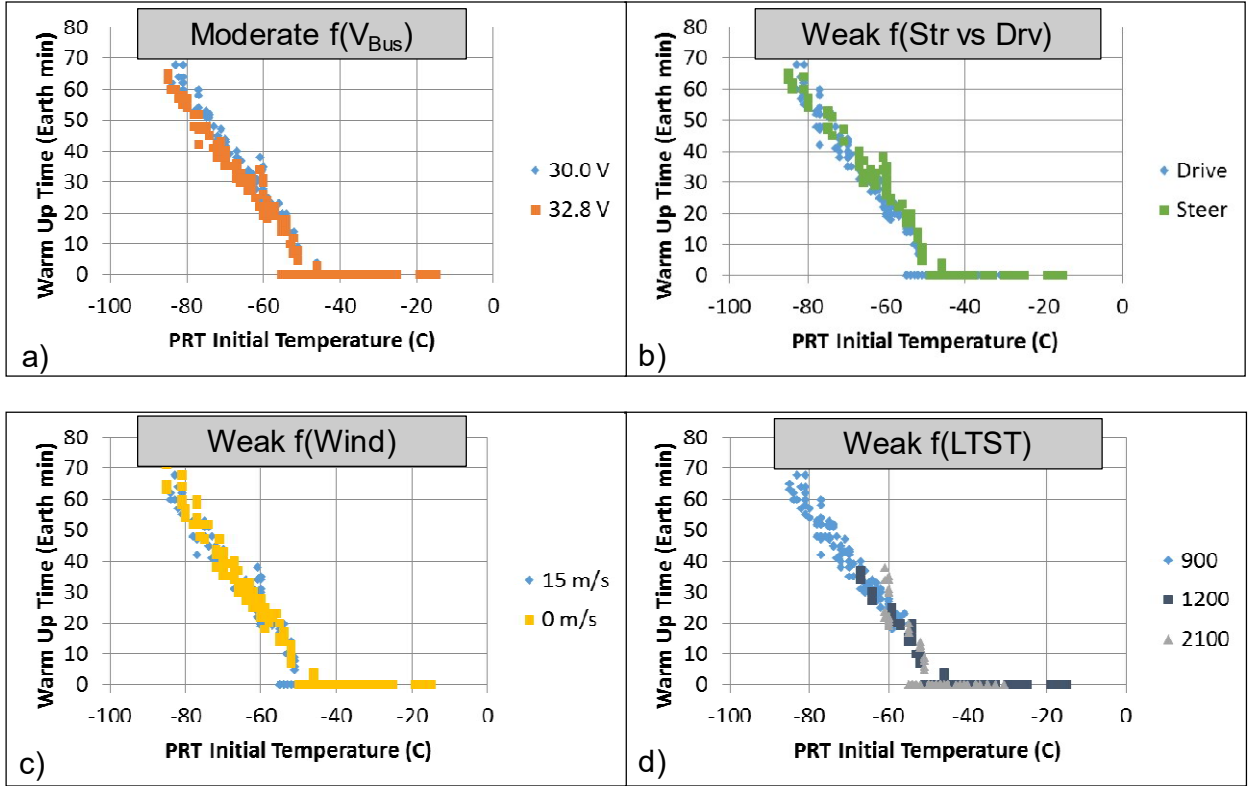 Moderate f(VBus)
80
70
60
50
40
30
20
10
0
-100 -80 -60 -40 -20 0
Warm Up Time (Earth min)
PRT Initial Temperature (C)
30.0 V
32.8 V
a)
Weak f(Str vs Drv)
80
70
60
50
40
30
20
10
0
-100 -80 -60 -40 -20 0
Warm Up Time (Earth min)
PRT Initial Temperature (C)
Drive
Steer
b)
Weak f(Wind)
80
70
60
50
40
30
20
10
0
-100 -80 -60 -40 -20 0
Warm Up Time (Earth min)
PRT Initial Temperature (C)
15 m/s
0 m/s
c)
Weak f(LTST)
80
70
60
50
40
30
20
10
0
-100 -80 -60 -40 -20 0
Warm Up Time (Earth min)
PRT Initial Temperature (C)
900
1200
2100
d)